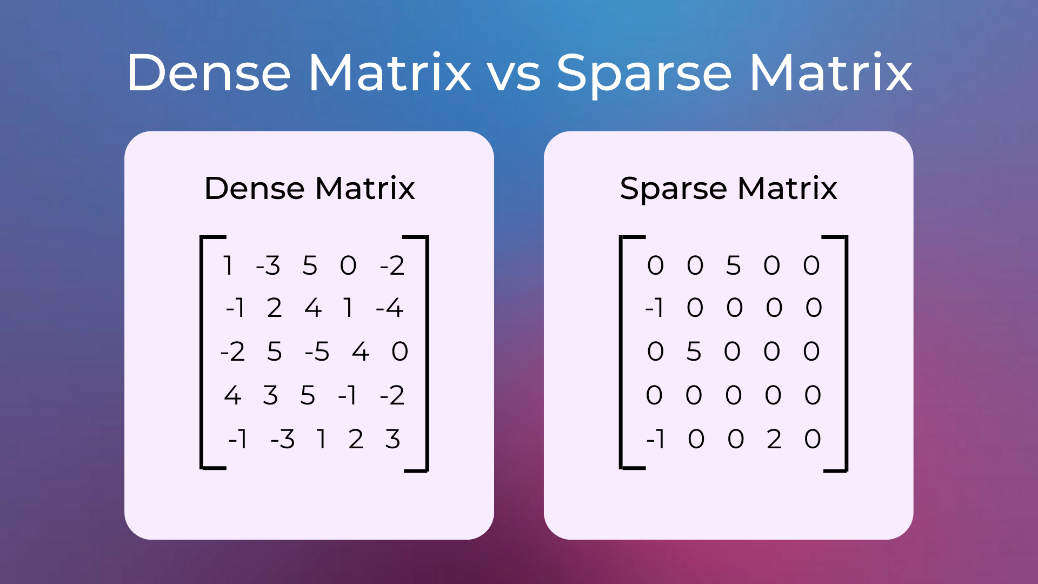 Dense Matrix vs Sparse Matrix
Dense Matrix
1 -3 5 0 -2
-1 2 4 1 -4
-2 5 -5 4 0
4 3 5 -1 -2
-1 -3 1 2 3
Sparse Matrix
0 0 5 0 0
-1 0 0 0 0
0 5 0 0 0
0 0 0 0 0
-1 0 0 2 0